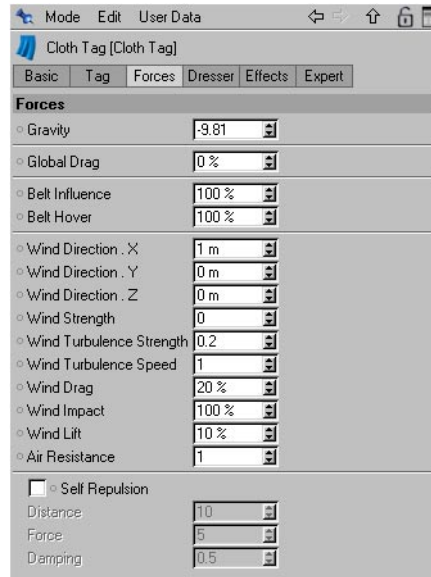 Mode Edit User Data
Cloth Tag [Cloth Tag]
Basic Tag Forces Dresser Effects Expert
Forces
Gravity -9.81
Global Drag 0 %
Belt Influence 100 %
Belt Hover 100 %
Wind Direction . X 1 m
Wind Direction . Y 0 m
Wind Direction . Z 0 m
Wind Strength 0
Wind Turbulence Strength 0.2
Wind Turbulence Speed 1
Wind Drag 20 %
Wind Impact 100 %
Wind Lift 10 %
Air Resistance 1
Self Repulsion
Distance 10
Force 5
Damping 0.5